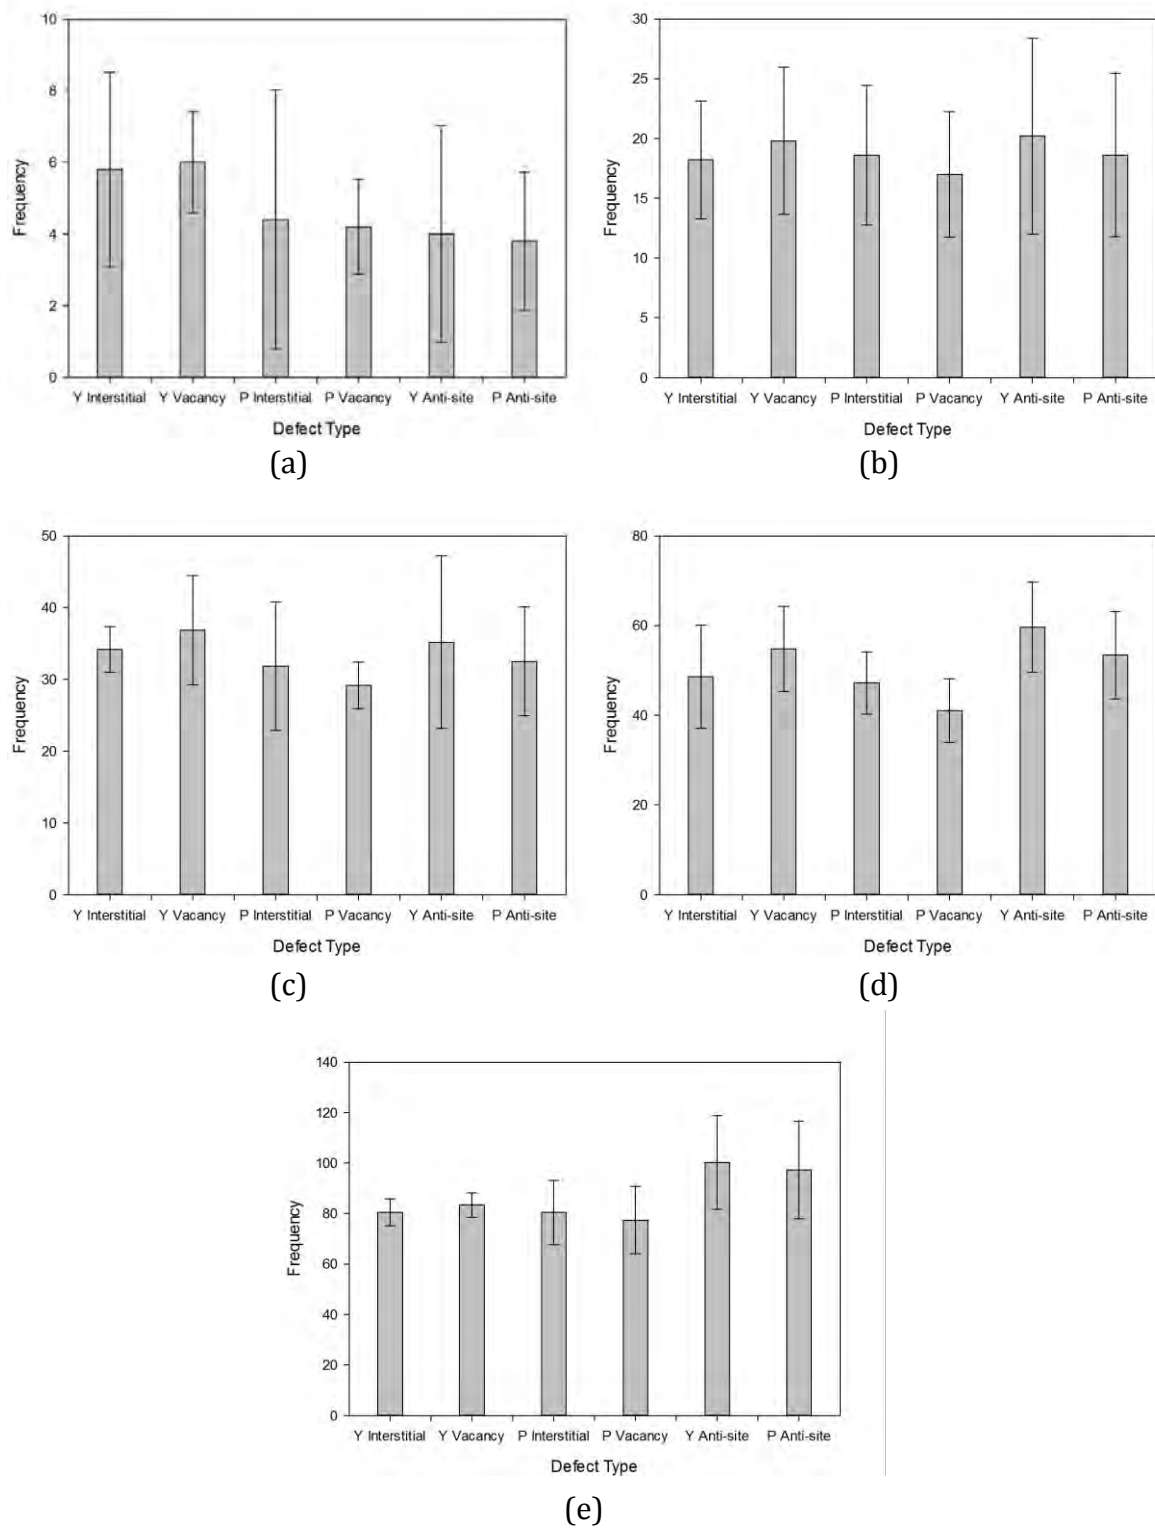 10
8
6
4
2
0
Frequency
Y Interstitial Y Vacancy P Interstitial P Vacancy Y Anti-site P Anti-site
Defect Type
(a)
30
25
20
15
10
5
0
Frequency
Y Interstitial Y Vacancy P Interstitial P Vacancy Y Anti-site P Anti-site
Defect Type
(b)
50
40
30
20
10
0
Frequency
Y Interstitial Y Vacancy P Interstitial P Vacancy Y Anti-site P Anti-site
Defect Type
(c)
80
60
40
20
0
Frequency
Y Interstitial Y Vacancy P Interstitial P Vacancy Y Anti-site P Anti-site
Defect Type
(d)
140
120
100
80
60
40
20
0
Frequency
Y Interstitial Y Vacancy P Interstitial P Vacancy Y Anti-site P Anti-site
Defect Type
(e)